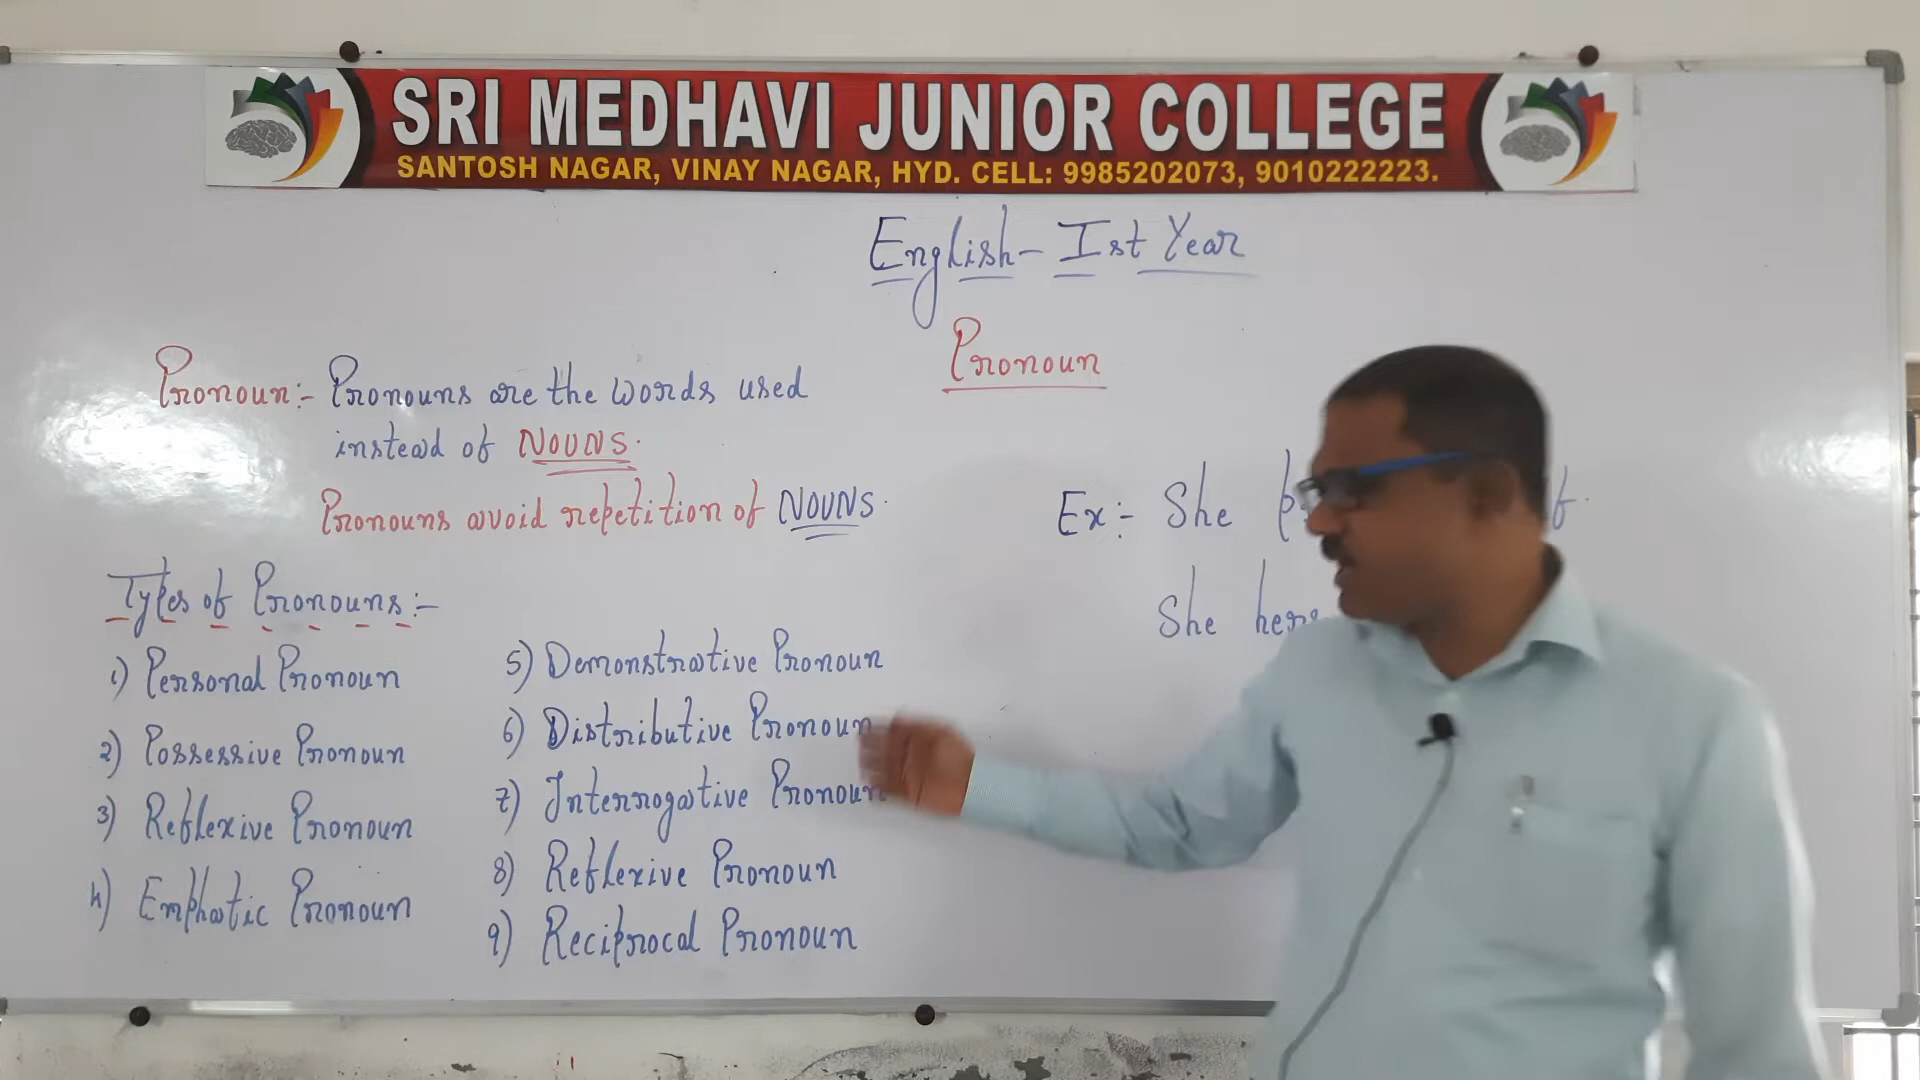 SRI MEDHAVI JUNIOR COLLEGE
SANTOSH NAGAR, VINAY NAGAR, HYD. CELL: 9985202073, 9010222223.
English - Ist Year
Pronoun
Pronoun:- Pronouns are the words used
instead of NOUNS.
Pronouns avoid repetition of NOUNS.
Ex:- She
She
Types of Pronouns:-
1) Personal Pronoun
2) Possessive Pronoun
3) Reflexive Pronoun
4) Emphatic Pronoun
5) Demonstrative Pronoun
6) Distributive Pronoun
7) Interrogative Pronoun
8) Reflexive Pronoun
9) Reciprocal Pronoun